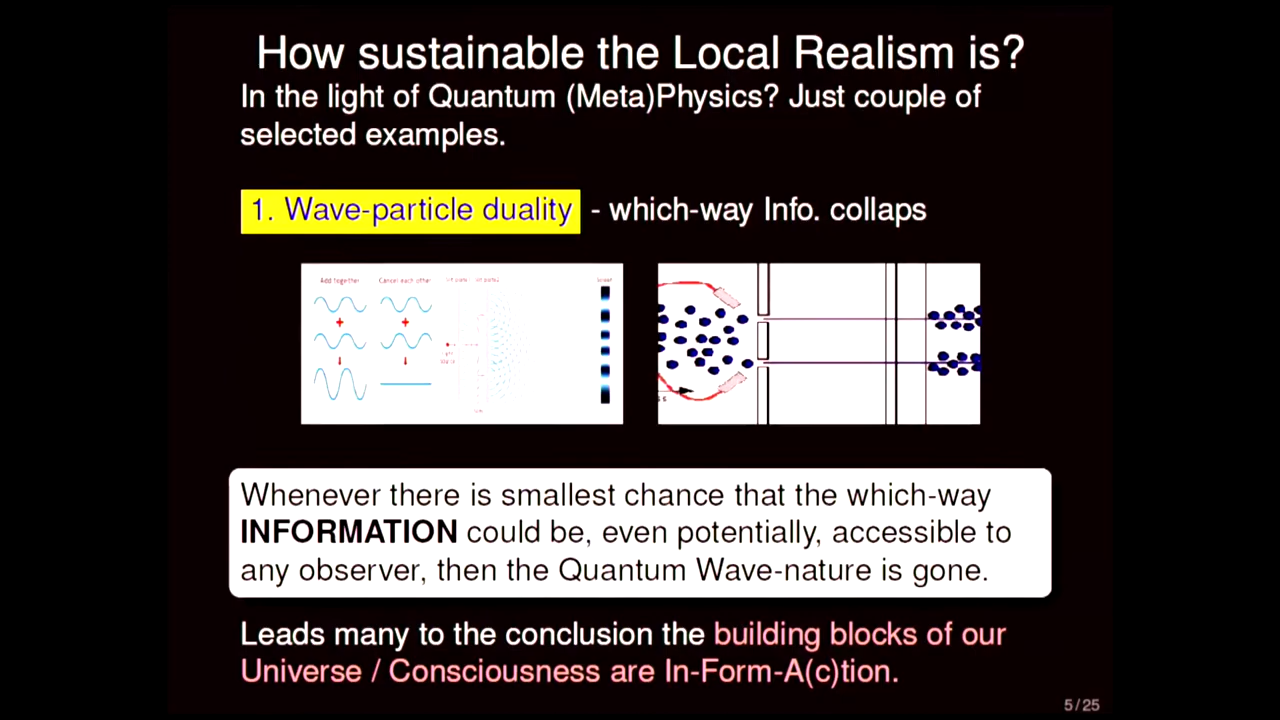 How sustainable the Local Realism is?
In the light of Quantum (Meta)Physics? Just couple of
selected examples.
1. Wave-particle duality - which-way Info. collaps
Add together
Cancel each other
Screen
Whenever there is smallest chance that the which-way
INFORMATION could be, even potentially, accessible to
any observer, then the Quantum Wave-nature is gone.
Leads many to the conclusion the building blocks of our
Universe / Consciousness are In-Form-A(c)tion.
5/25